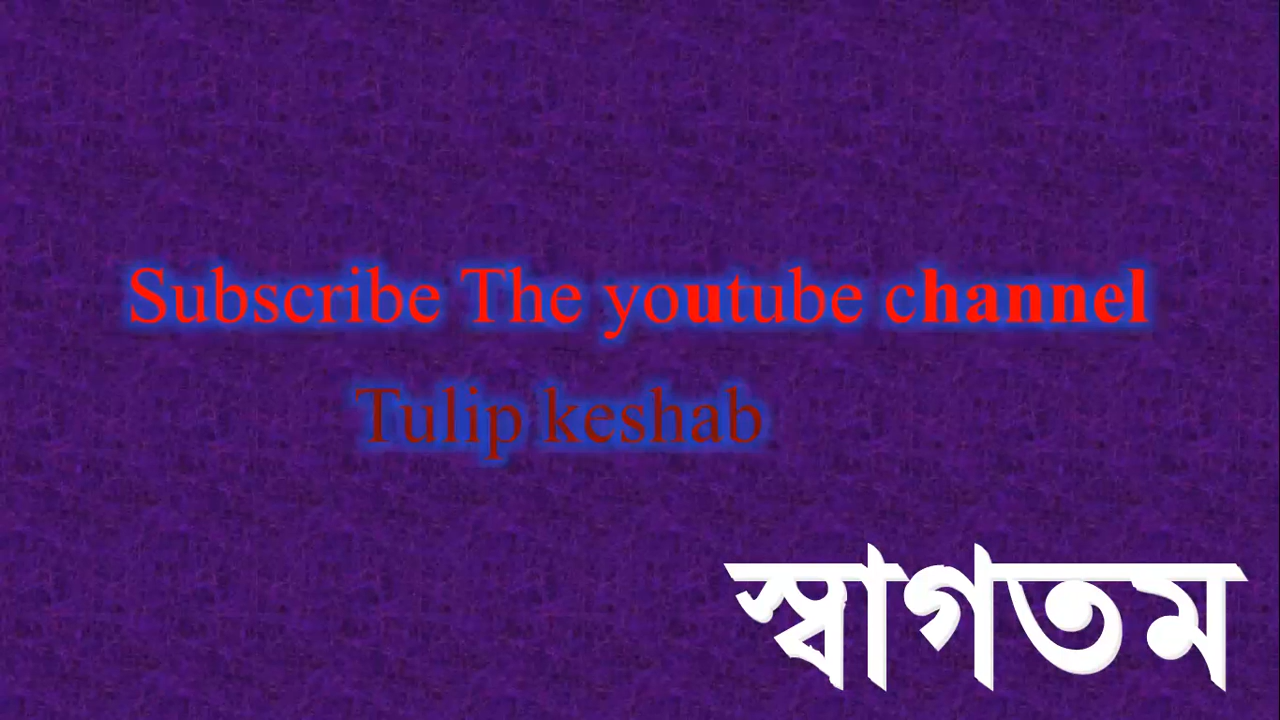 Subscribe The youtube channel
Tulip keshab
স্বাগতম